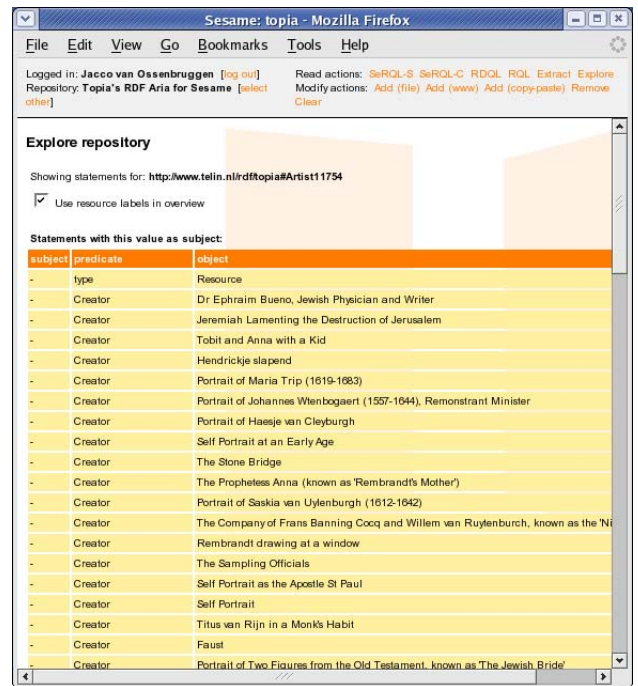 Sesame: topia - Mozilla Firefox
File Edit View Go Bookmarks Tools Help
Logged in: Jacco van Ossenbruggen [log out]
Repository: Topia's RDF Aria for Sesame [select
other]
Read actions: SeRQL-S SeRQL-C RDQL RQL Extract Explore
Modify actions: Add (file) Add (www) Add (copy-paste) Remove
Clear
Explore repository
Showing statements for: http://www.telin.nl/rdf/topia#Artist11754
Use resource labels in overview
Statements with this value as subject:
subject predicate object
- type Resource
- Creator Dr Ephraim Bueno, Jewish Physician and Writer
- Creator Jeremiah Lamenting the Destruction of Jerusalem
- Creator Tobit and Anna with a Kid
- Creator Hendrickje slapend
- Creator Portrait of Maria Trip (1619-1683)
- Creator Portrait of Johannes Wtenbogaert (1557-1644), Remonstrant Minister
- Creator Portrait of Haesje van Cleyburgh
- Creator Self Portrait at an Early Age
- Creator The Stone Bridge
- Creator The Prophetess Anna (known as 'Rembrandt's Mother')
- Creator Portrait of Saskia van Uylenburgh (1612-1642)
- Creator The Company of Frans Banning Cocq and Willem van Ruytenburch, known as the 'Ni
- Creator Rembrandt drawing at a window
- Creator The Sampling Officials
- Creator Self Portrait as the Apostle St Paul
- Creator Self Portrait
- Creator Titus van Rijn in a Monk's Habit
- Creator Faust
- Creator Portrait of Two Figures from the Old Testament, known as 'The Jewish Bride'